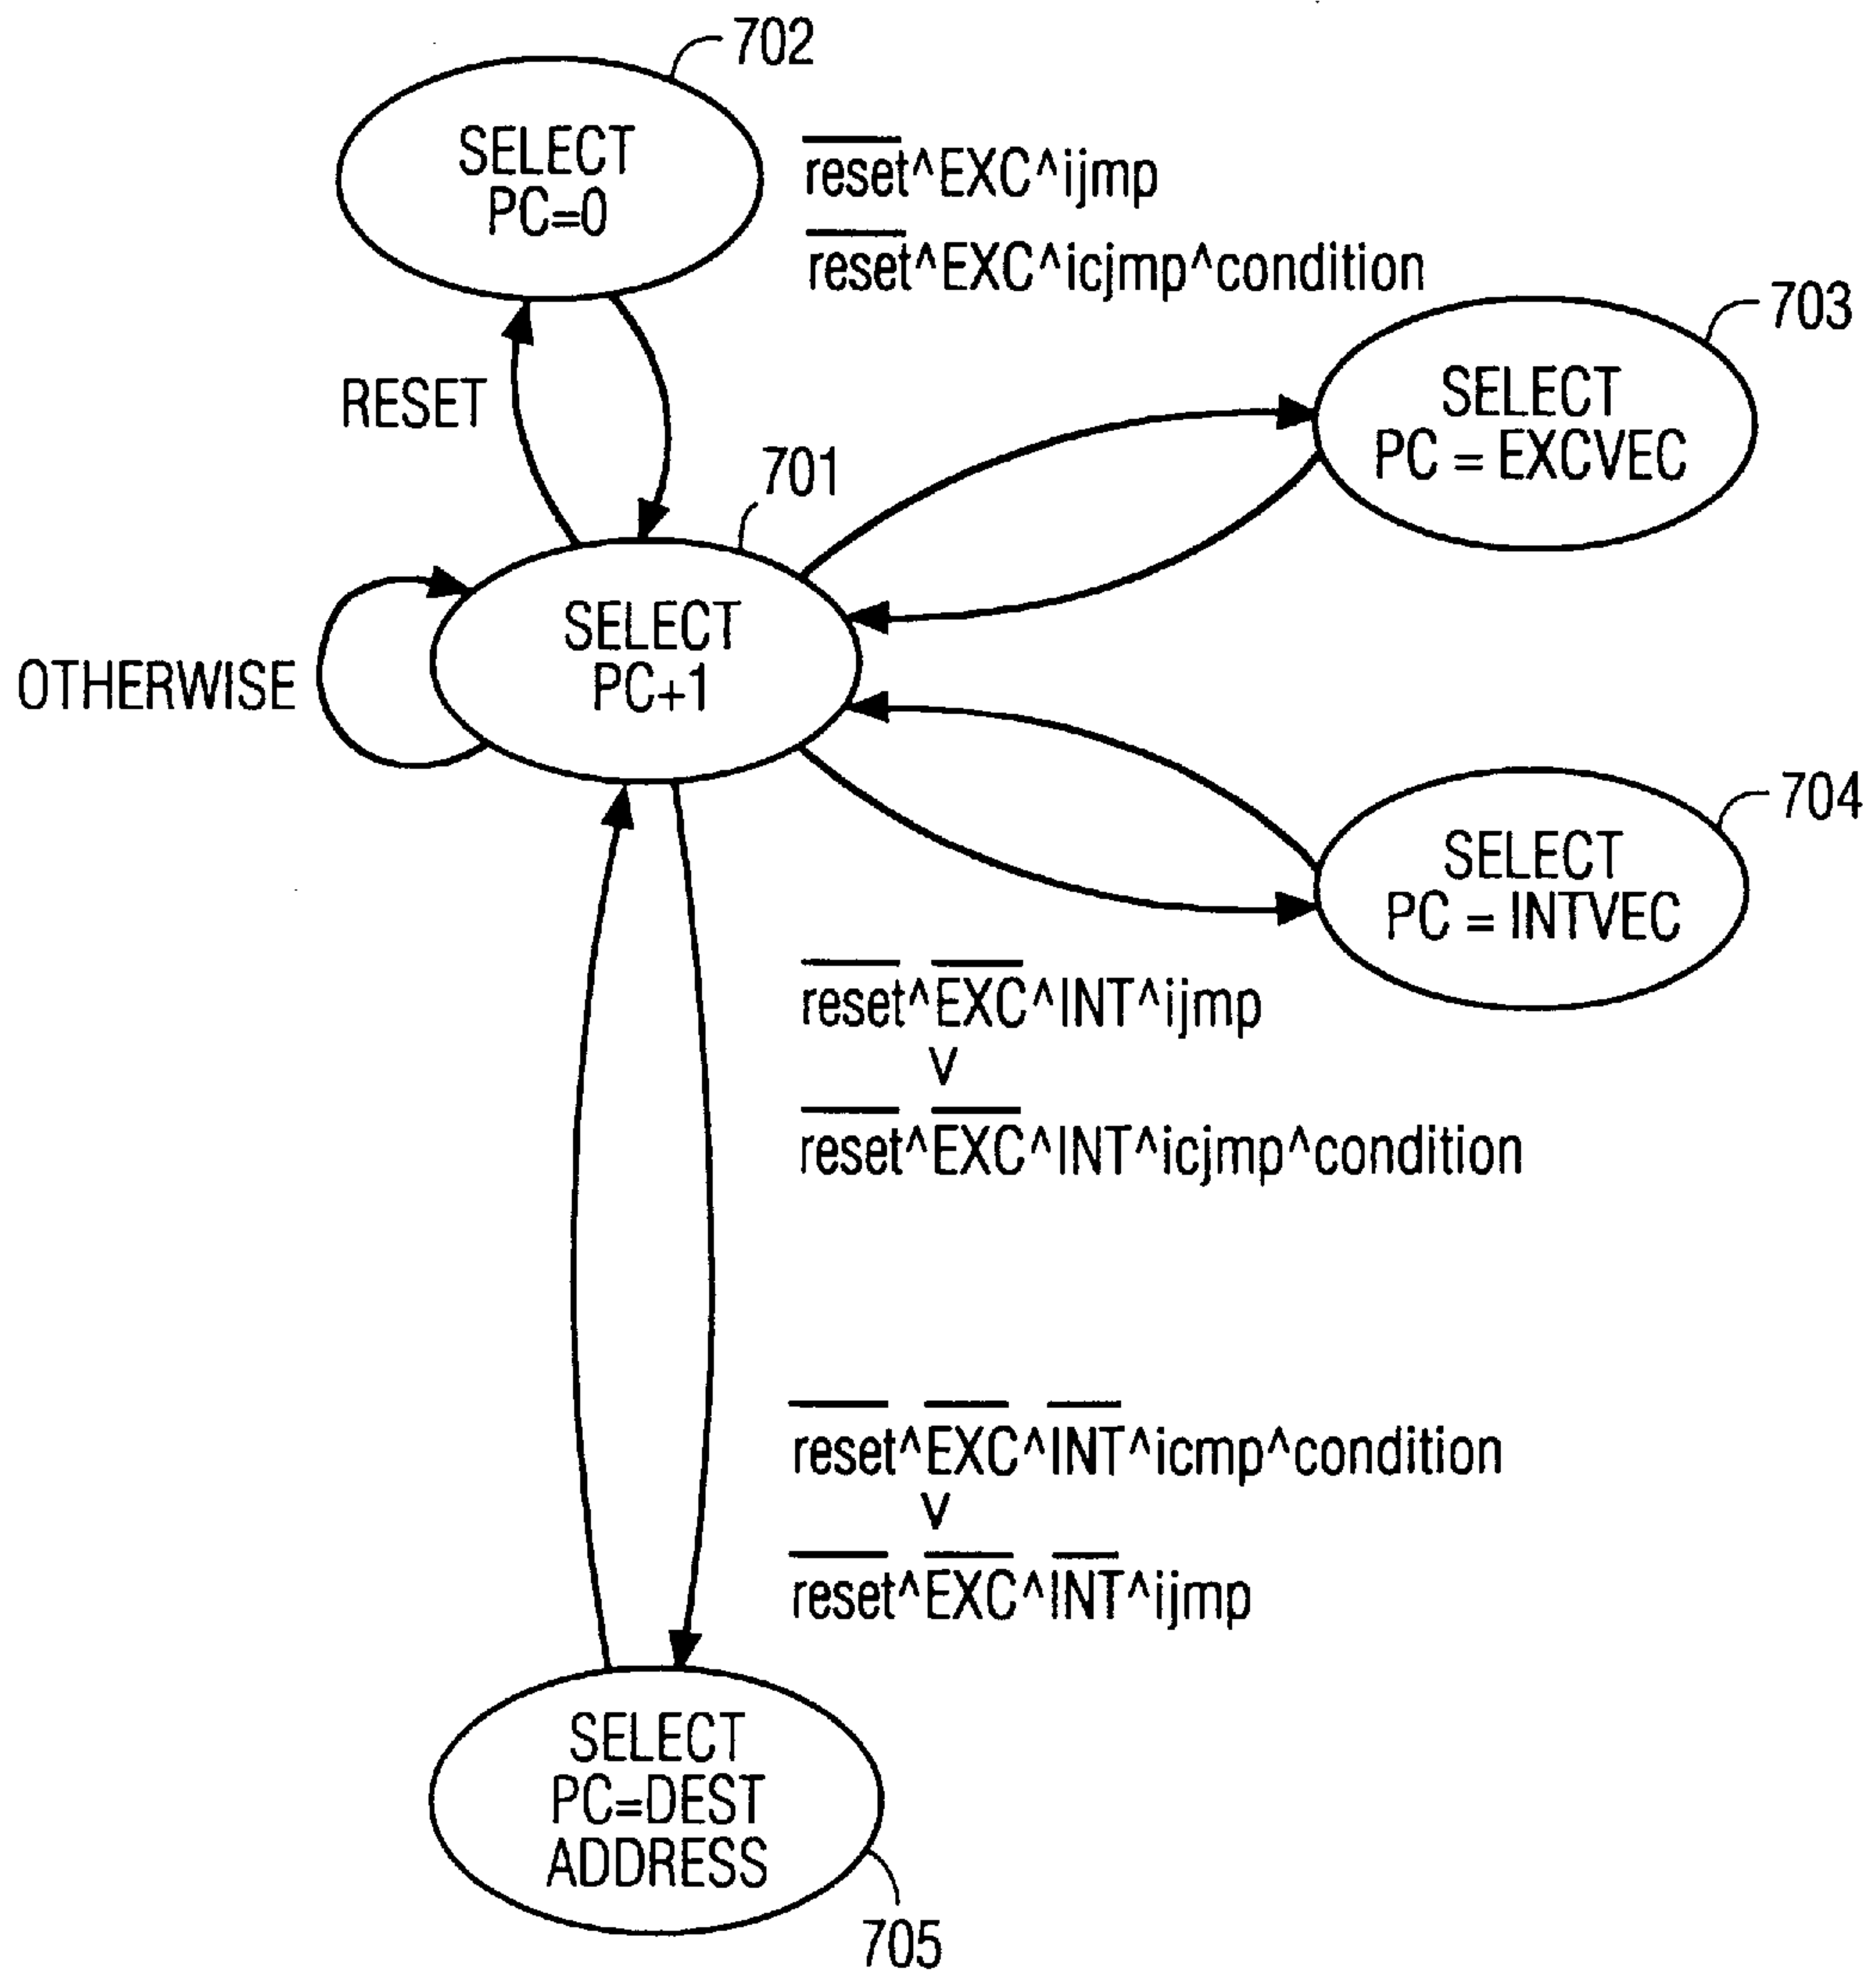 702
SELECT
PC=0
reset^EXC^ijmp
reset^EXC^icjmp^condition
703
SELECT
PC = EXCVEC
RESET
701
SELECT
PC+1
OTHERWISE
704
SELECT
PC = INTVEC
reset^EXC^INT^ijmp
v
reset^EXC^INT^icjmp^condition
reset^EXC^INT^icmp^condition
v
reset^EXC^INT^ijmp
SELECT
PC=DEST
ADDRESS
705